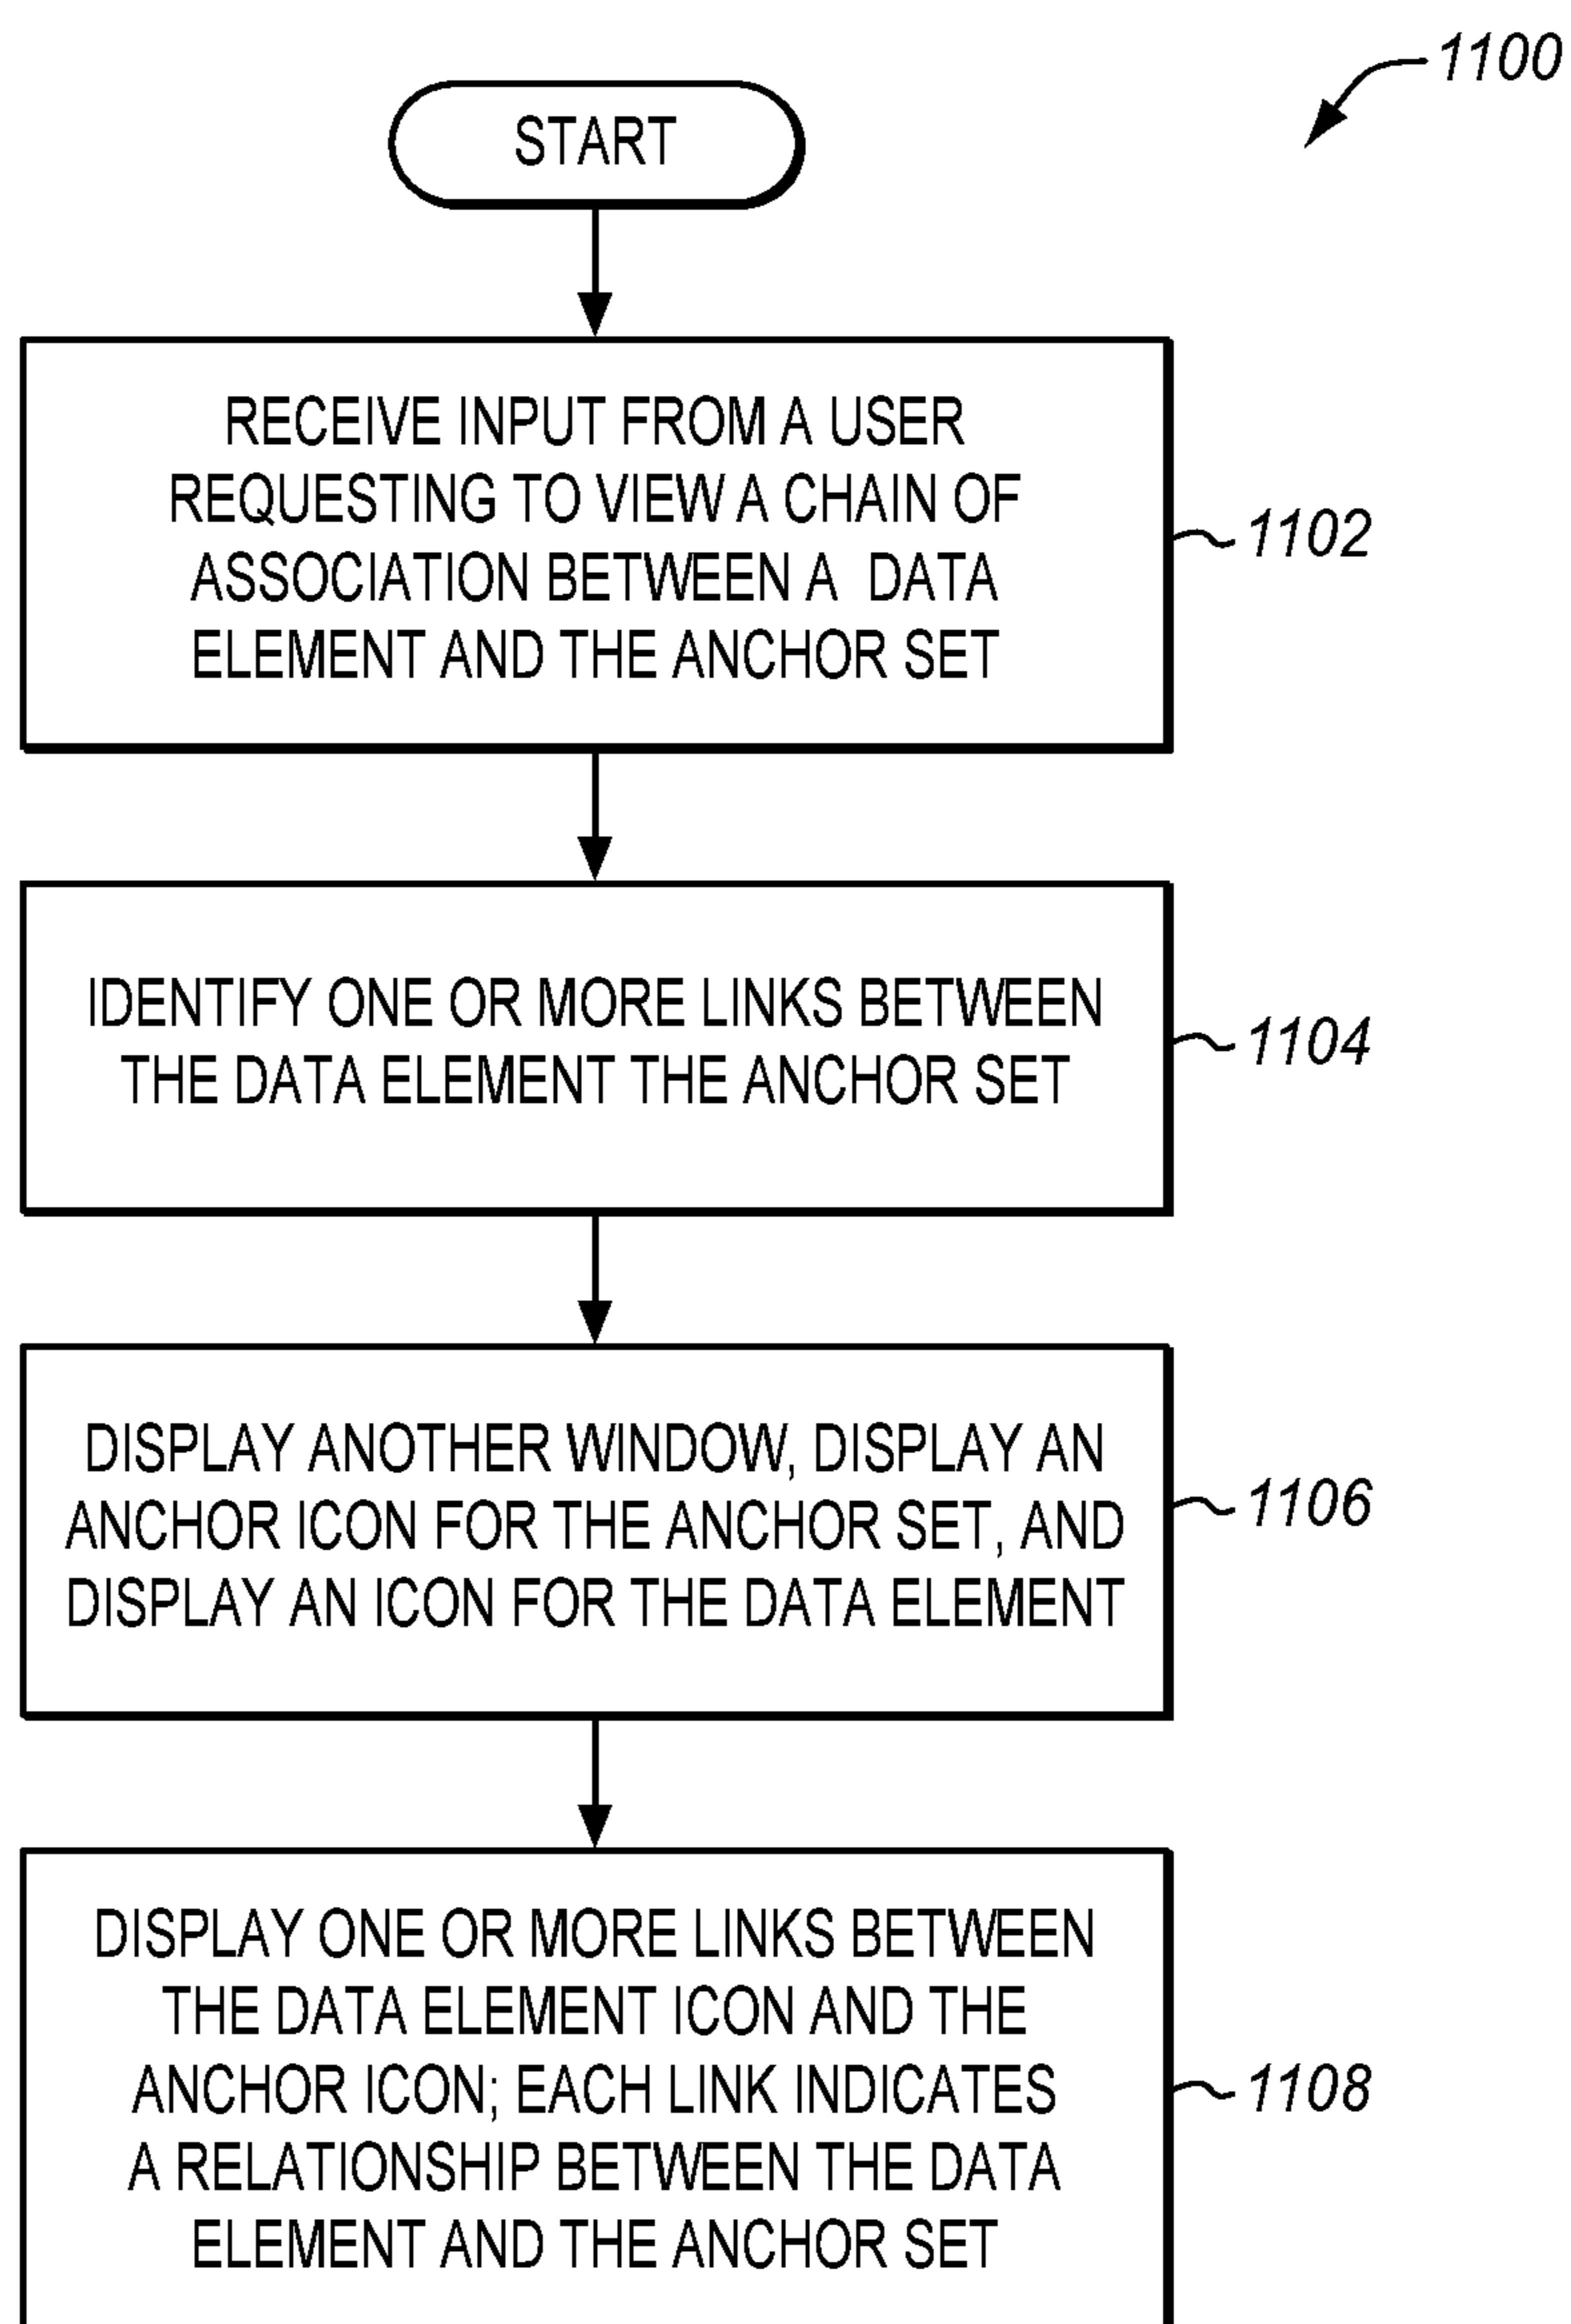 1100
START
RECEIVE INPUT FROM A USER
REQUESTING TO VIEW A CHAIN OF
ASSOCIATION BETWEEN A DATA
ELEMENT AND THE ANCHOR SET
1102
IDENTIFY ONE OR MORE LINKS BETWEEN
THE DATA ELEMENT THE ANCHOR SET
1104
DISPLAY ANOTHER WINDOW, DISPLAY AN
ANCHOR ICON FOR THE ANCHOR SET, AND
DISPLAY AN ICON FOR THE DATA ELEMENT
1106
DISPLAY ONE OR MORE LINKS BETWEEN
THE DATA ELEMENT ICON AND THE
ANCHOR ICON; EACH LINK INDICATES
A RELATIONSHIP BETWEEN THE DATA
ELEMENT AND THE ANCHOR SET
1108